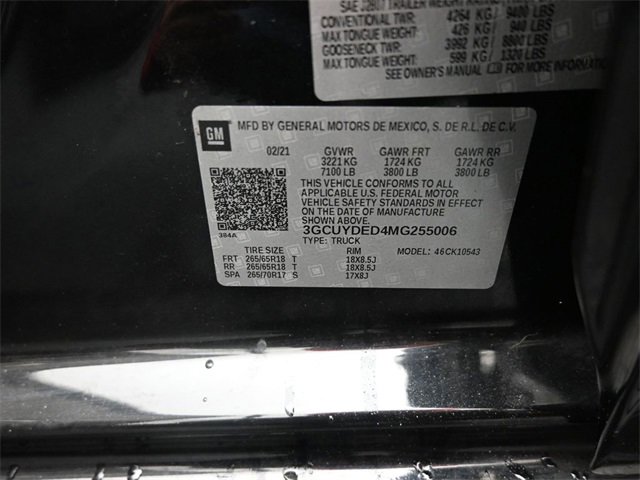 SAE J2807 TRAILER WEIGHT
CONVENTIONAL TWR: 4264 KG / 9400 LBS
MAX TONGUE WEIGHT: 426 KG / 940 LBS
GOOSENECK TWR: 3992 KG / 8800 LBS
MAX TONGUE WEIGHT: 599 KG / 1320 LBS
SEE OWNER'S MANUAL FOR MORE INFORMATION
GM MFD BY GENERAL MOTORS DE MEXICO, S. DE R.L. DE C.V.
02/21 GVWR GAWR FRT GAWR RR
3221 KG 1724 KG 1724 KG
7100 LB 3800 LB 3800 LB
THIS VEHICLE CONFORMS TO ALL
APPLICABLE U.S. FEDERAL MOTOR
VEHICLE SAFETY STANDARDS IN EFFECT
ON THE DATE OF MANUFACTURE
SHOWN ABOVE.
384A 3GCUYDED4MG255006
TYPE: TRUCK
TIRE SIZE RIM MODEL: 46CK10543
FRT 265/65R18 T 18X8.5J
RR 265/65R18 T 18X8.5J
SPA 265/70R17 S 17X8J